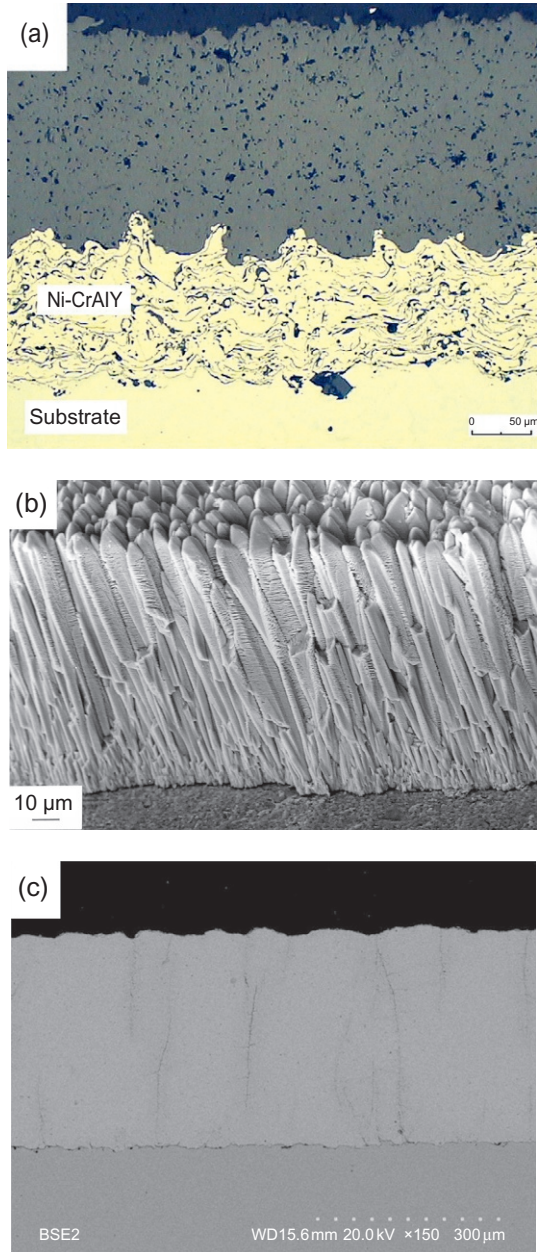 (a)
Ni-CrAlY
Substrate
0 50 µm
(b)
10 µm
(c)
BSE2 WD15.6mm 20.0kV ×150 300µm